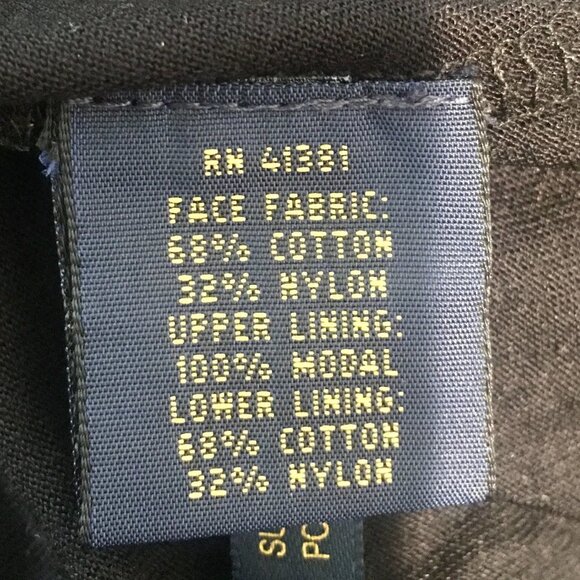 RN 41381
FACE FABRIC:
68% COTTON
32% NYLON
UPPER LINING:
100% MODAL
LOWER LINING:
68% COTTON
32% NYLON